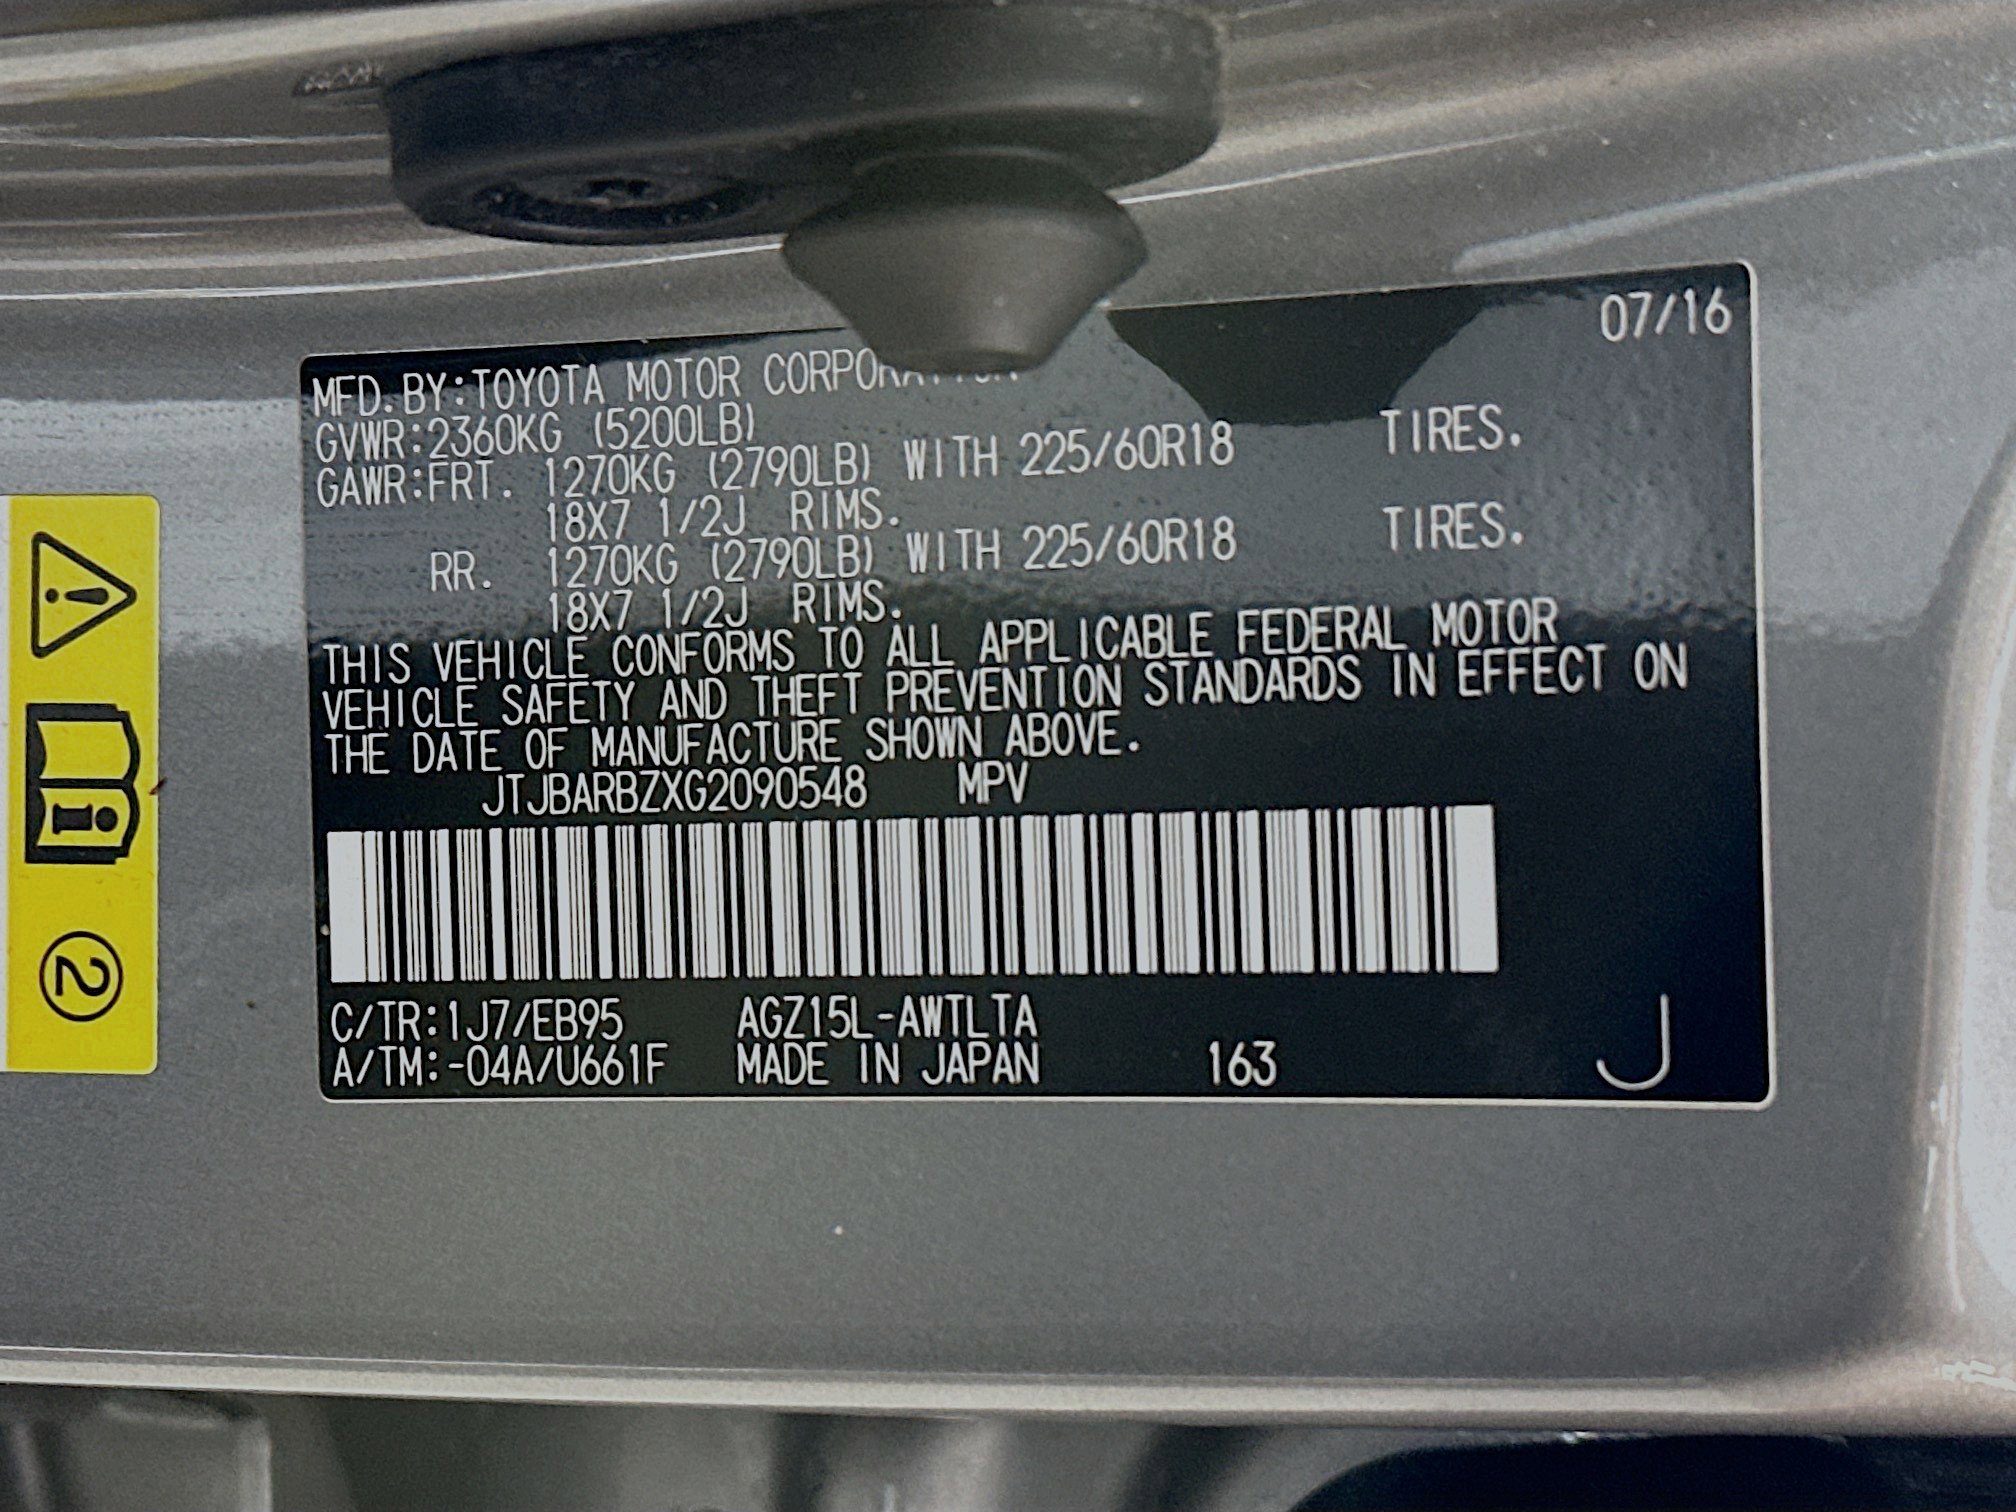 07/16
MFD.BY:TOYOTA MOTOR CORPORATION
GVWR:2360KG (5200LB)
GAWR:FRT. 1270KG (2790LB) WITH 225/60R18 TIRES.
18X7 1/2J RIMS.
RR. 1270KG (2790LB) WITH 225/60R18 TIRES.
18X7 1/2J RIMS.
THIS VEHICLE CONFORMS TO ALL APPLICABLE FEDERAL MOTOR
VEHICLE SAFETY AND THEFT PREVENTION STANDARDS IN EFFECT ON
THE DATE OF MANUFACTURE SHOWN ABOVE.
JTJBARBZXG2090548 MPV
C/TR:1J7/EB95 AGZ15L-AWTLTA
A/TM:-04A/U661F MADE IN JAPAN 163 J
2